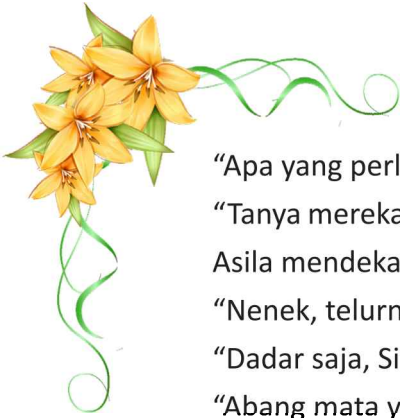 “Apa yang
“Tanya mereka
Asila
“Nenek,
“Dadar saja,
“Abang mata